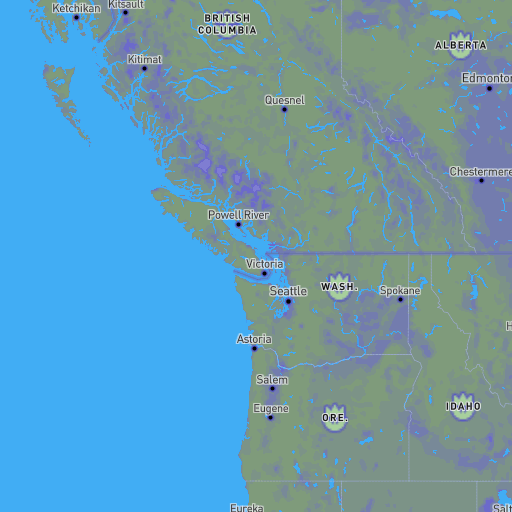 Ketchikan
Kitsault
BRITISH
COLUMBIA
ALBERTA
Kitimat
Edmonton
Quesnel
Chestermere
Powell River
Victoria
WASH.
Seattle
Spokane
Astoria
Salem
Eugene
ORE.
IDAHO
Eureka
Salt
H